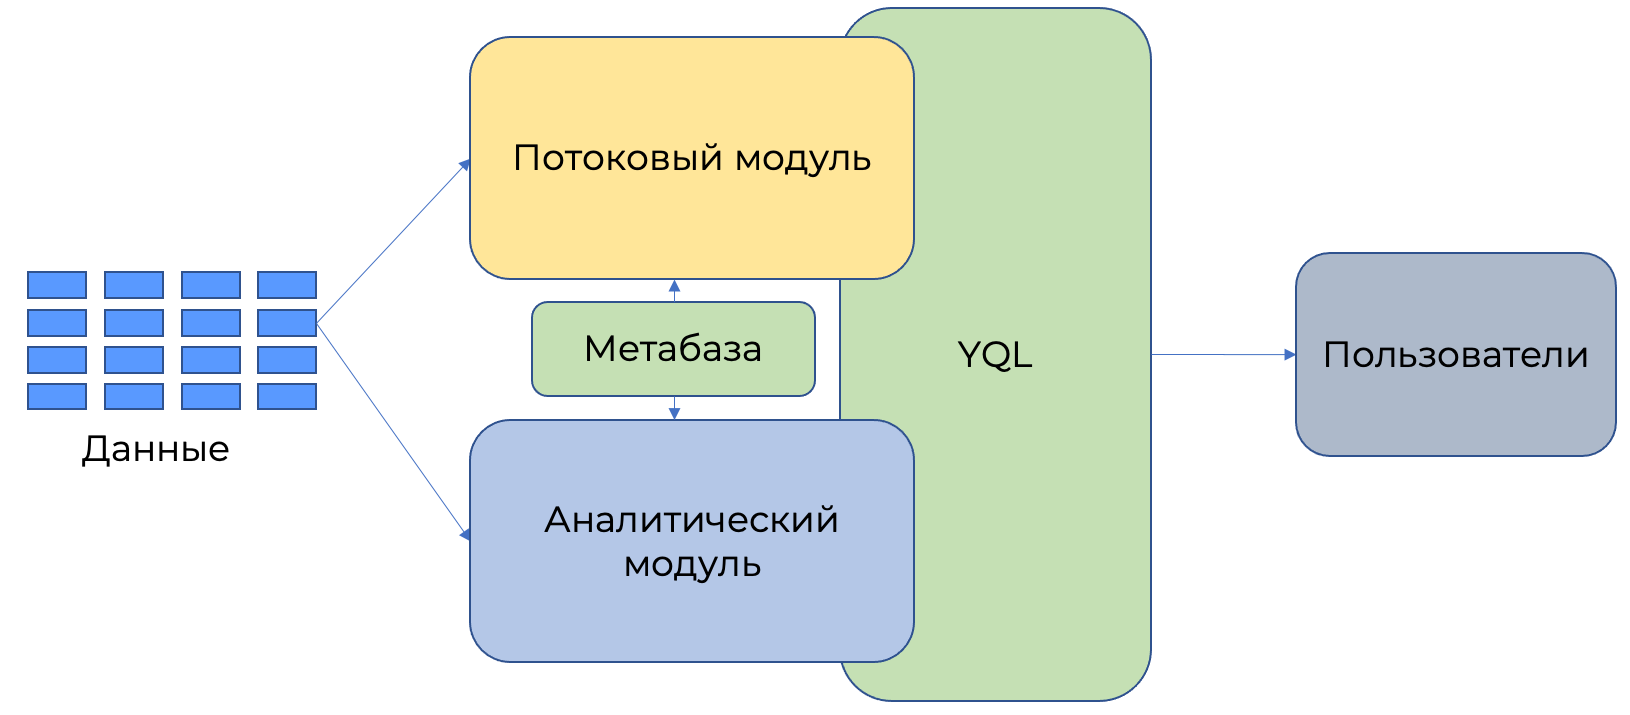 Данные
Потоковый модуль
Метабаза
Аналитический
модуль
YQL
Пользователи